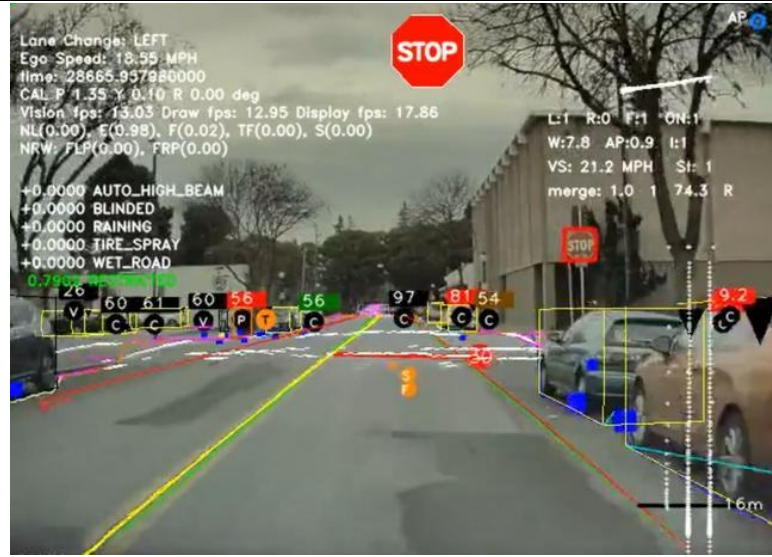 Lane Change: LEFT
Ego Speed: 18.55 MPH
CAL P 1.35 Y 0.10 R 0.00 deg
Vision fps: 13.03 Draw fps: 12.95 Display fps: 17.86
NL(0.00), E(0.98), F(0.02), TF(0.00), S(0.00)
NRW: FLP(0.00), FRP(0.00)
+0.0000 AUTO_HIGH_BEAM
+0.0000 BLINDED
+0.0000 RAINING
+0.0000 TIRE_SPRAY
+0.0000 WET_ROAD
STOP
AP
L:1 R:0 F:1 ON:1
W:7.8 AP:0.9 I:1
VS: 21.2 MPH St: 1
merge: 1.0 1 74.3 R
STOP
26 60 61 60 56 56 97 81 54 9.2
V C C V P T C C C C C
30
S
F
16m